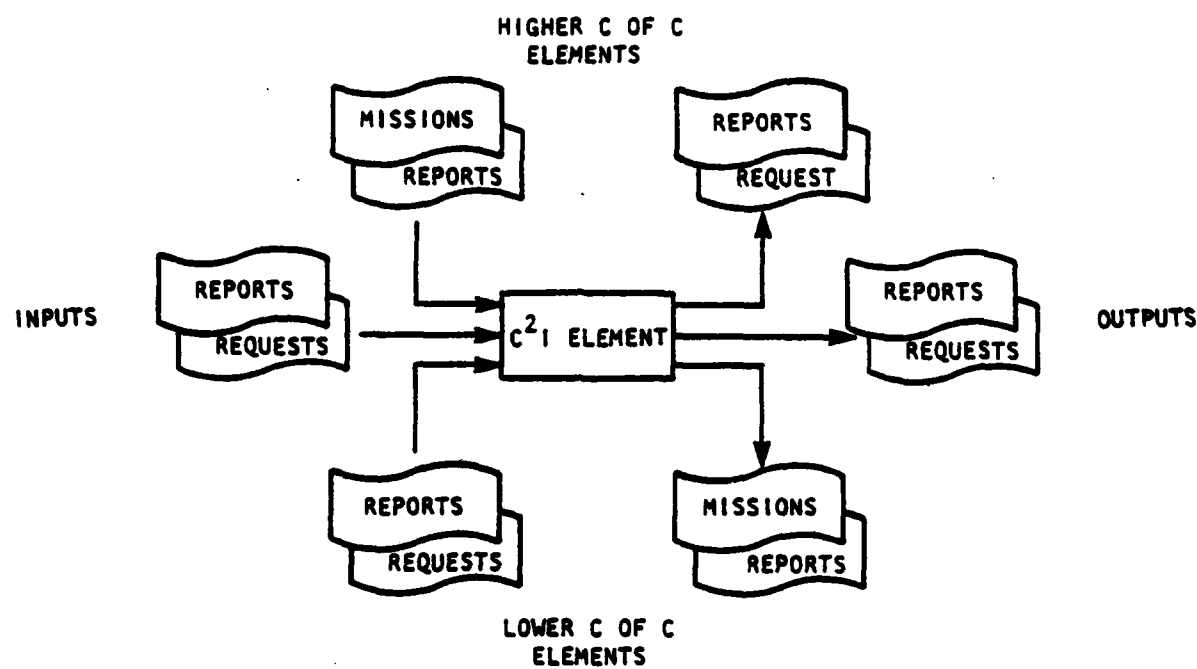 HIGHER C OF C
ELEMENTS
MISSIONS
REPORTS
REPORTS
REQUEST
REPORTS
REQUESTS
INPUTS
C²I ELEMENT
REPORTS
REQUESTS
OUTPUTS
REPORTS
REQUESTS
MISSIONS
REPORTS
LOWER C OF C
ELEMENTS